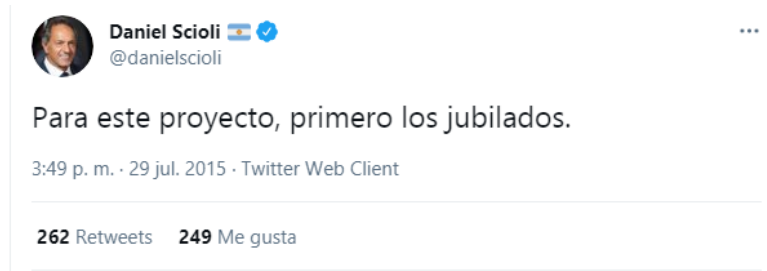 Daniel Scioli
@danielscioli
Para este proyecto, primero los jubilados.
3:49 p. m. · 29 jul. 2015 · Twitter Web Client
262 Retweets 249 Me gusta